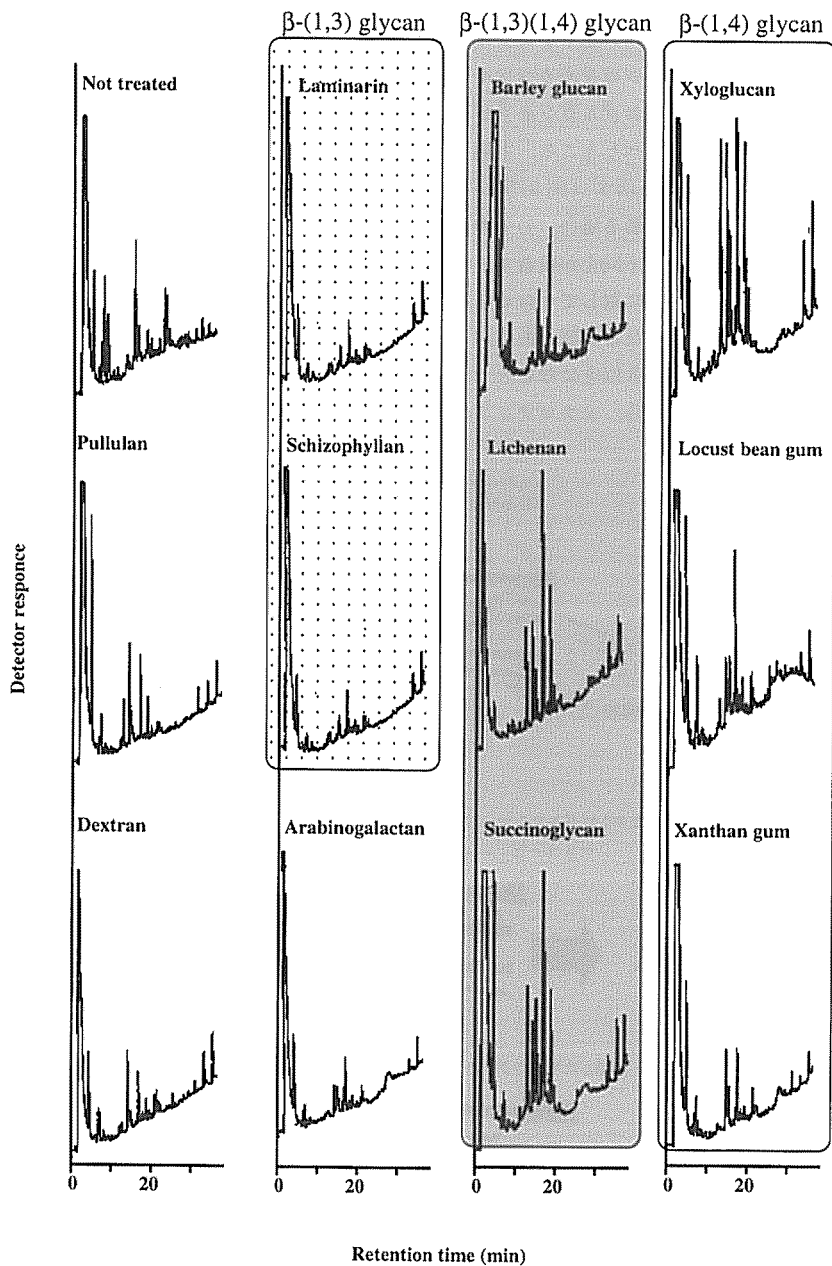 β-(1,3) glycan β-(1,3)(1,4) glycan β-(1,4) glycan
Not treated Laminarin Barley glucan Xyloglucan
Pullulan Schizophyllan Lichenan Locust bean gum
Detector responce
Dextran Arabinogalactan Succinoglycan Xanthan gum
0 20 0 20 0 20 0 20
Retention time (min)